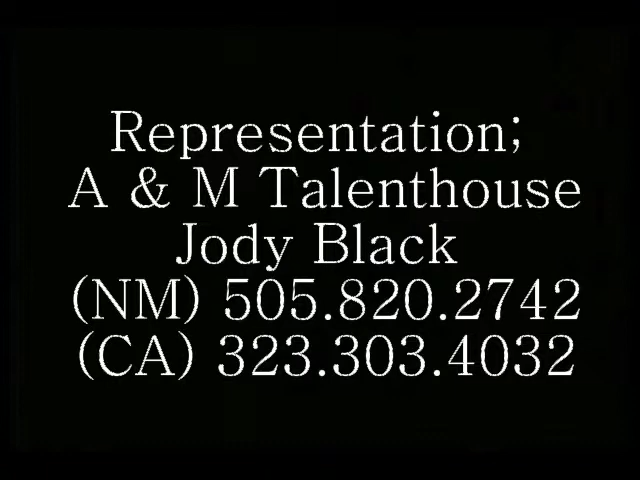 Representation;
A & M Talenthouse
Jody Black
(NM) 505.820.2742
(CA) 323.303.4032